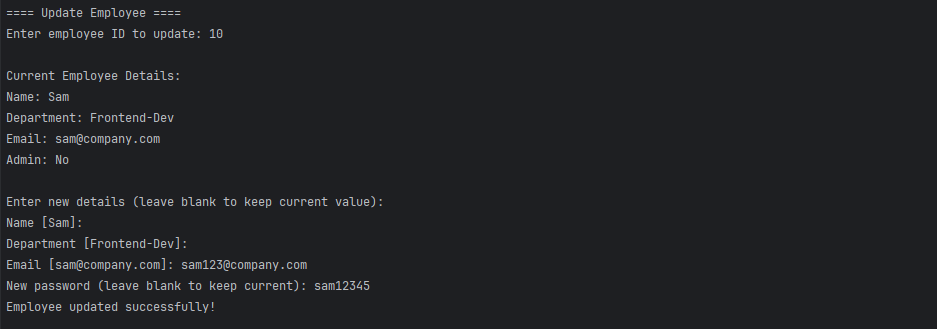 ==== Update Employee ====
Enter employee ID to update: 10
Current Employee Details:
Name: Sam
Department: Frontend-Dev
Email: sam@company.com
Admin: No
Enter new details (leave blank to keep current value):
Name [Sam]:
Department [Frontend-Dev]:
Email [sam@company.com]: sam123@company.com
New password (leave blank to keep current): sam12345
Employee updated successfully!